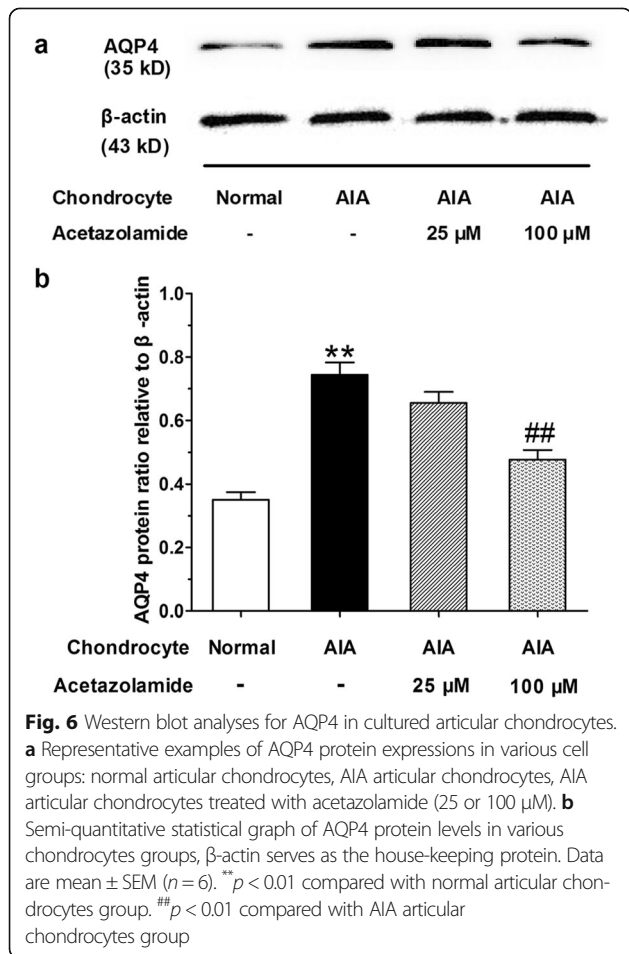 a
AQP4
(35 kD)
β-actin
(43 kD)
Chondrocyte Normal AIA AIA AIA
Acetazolamide - - 25 μM 100 μM
b
AQP4 protein ratio relative to β -actin
1.0
0.8
0.6
0.4
0.2
0.0
**
##
Chondrocyte Normal AIA AIA AIA
Acetazolamide - - 25 μM 100 μM
Fig. 6 Western blot analyses for AQP4 in cultured articular chondrocytes.
a Representative examples of AQP4 protein expressions in various cell
groups: normal articular chondrocytes, AIA articular chondrocytes, AIA
articular chondrocytes treated with acetazolamide (25 or 100 μM). b
Semi-quantitative statistical graph of AQP4 protein levels in various
chondrocytes groups, β-actin serves as the house-keeping protein. Data
are mean ± SEM (n = 6). **p < 0.01 compared with normal articular chon-
drocytes group. ##p < 0.01 compared with AIA articular
chondrocytes group